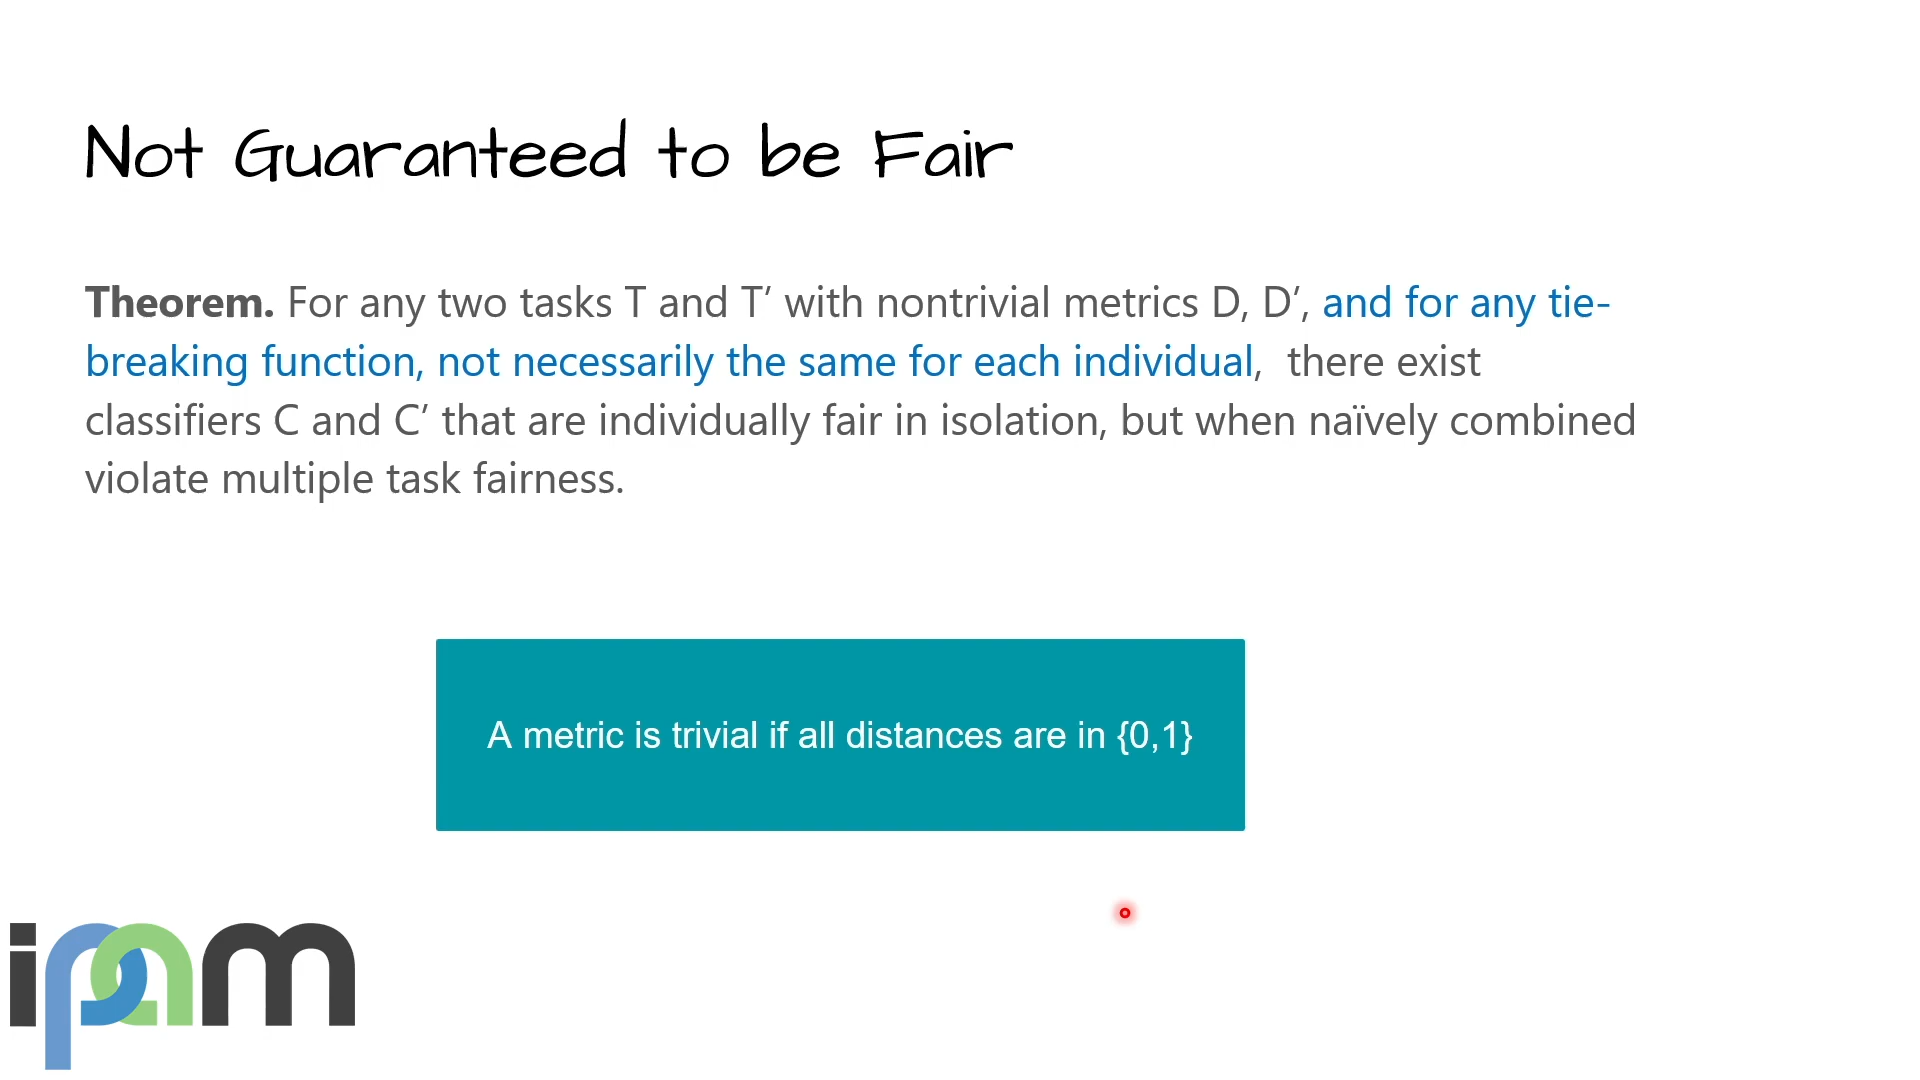 Not Guaranteed to be Fair
Theorem. For any two tasks T and T’ with nontrivial metrics D, D’, and for any tie-
breaking function, not necessarily the same for each individual,  there exist
classifiers C and C’ that are individually fair in isolation, but when naïvely combined
violate multiple task fairness.
A metric is trivial if all distances are in {0,1}
ipam